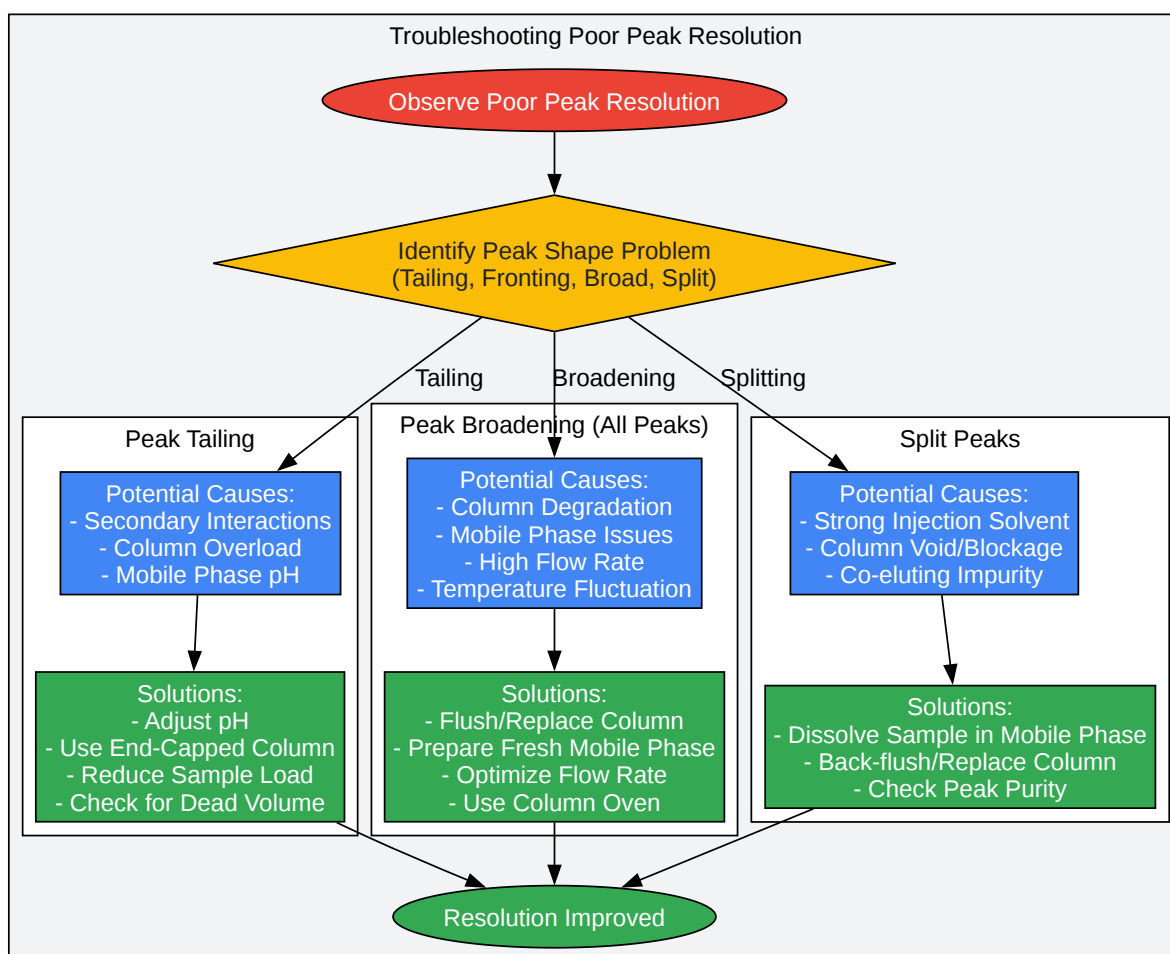 Troubleshooting Poor Peak Resolution
Observe Poor Peak Resolution
Identify Peak Shape Problem
(Tailing, Fronting, Broad, Split)
Tailing
Broadening
Splitting
Peak Tailing
Potential Causes:
- Secondary Interactions
- Column Overload
- Mobile Phase pH
Solutions:
- Adjust pH
- Use End-Capped Column
- Reduce Sample Load
- Check for Dead Volume
Peak Broadening (All Peaks)
Potential Causes:
- Column Degradation
- Mobile Phase Issues
- High Flow Rate
- Temperature Fluctuation
Solutions:
- Flush/Replace Column
- Prepare Fresh Mobile Phase
- Optimize Flow Rate
- Use Column Oven
Split Peaks
Potential Causes:
- Strong Injection Solvent
- Column Void/Blockage
- Co-eluting Impurity
Solutions:
- Dissolve Sample in Mobile Phase
- Back-flush/Replace Column
- Check Peak Purity
Resolution Improved